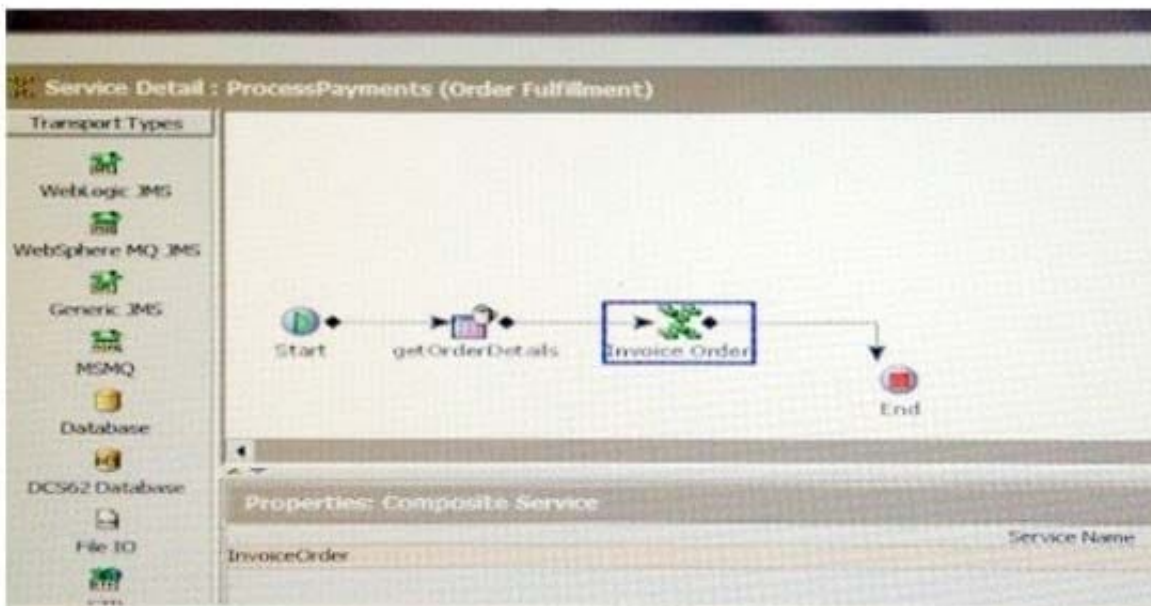 Service Detail : ProcessPayments (Order Fulfillment)
Transport Types
WebLogic JMS
WebSphere MQ JMS
Generic JMS
MSMQ
Database
DCS62 Database
File IO
Start
getOrderDetails
Invoice Order
End
Properties: Composite Service
Service Name
InvoiceOrder